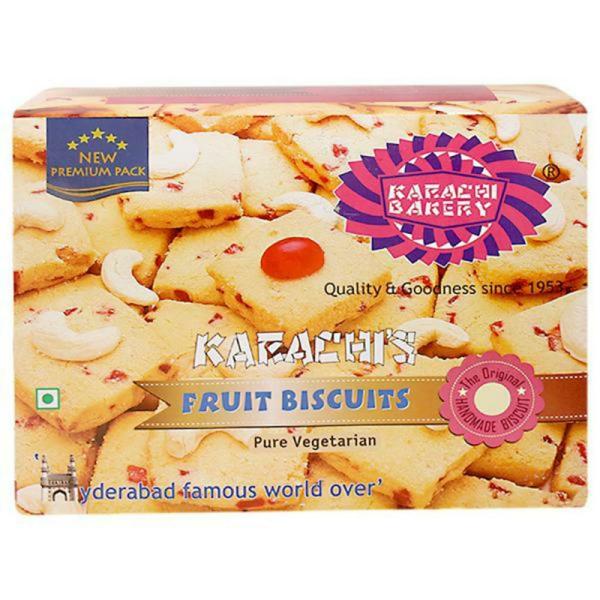 NEW
PREMIUM PACK
KARACHI
BAKERY
®
Quality & Goodness since 1953
KARACHI'S
FRUIT BISCUITS
The Original
HANDMADE BISCUIT
Pure Vegetarian
'
yderabad famous world over'